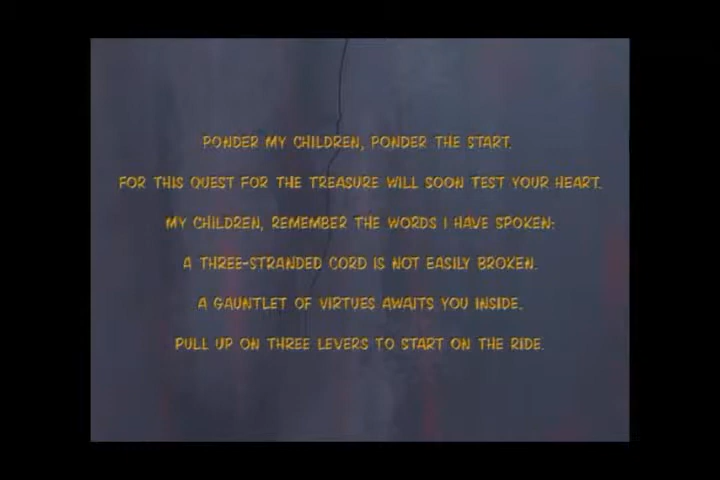 PONDER MY CHILDREN, PONDER THE START.
FOR THIS QUEST FOR THE TREASURE WILL SOON TEST YOUR HEART.
MY CHILDREN, REMEMBER THE WORDS I HAVE SPOKEN:
A THREE-STRANDED CORD IS NOT EASILY BROKEN.
A GAUNTLET OF VIRTUES AWAITS YOU INSIDE.
PULL UP ON THREE LEVERS TO START ON THE RIDE.